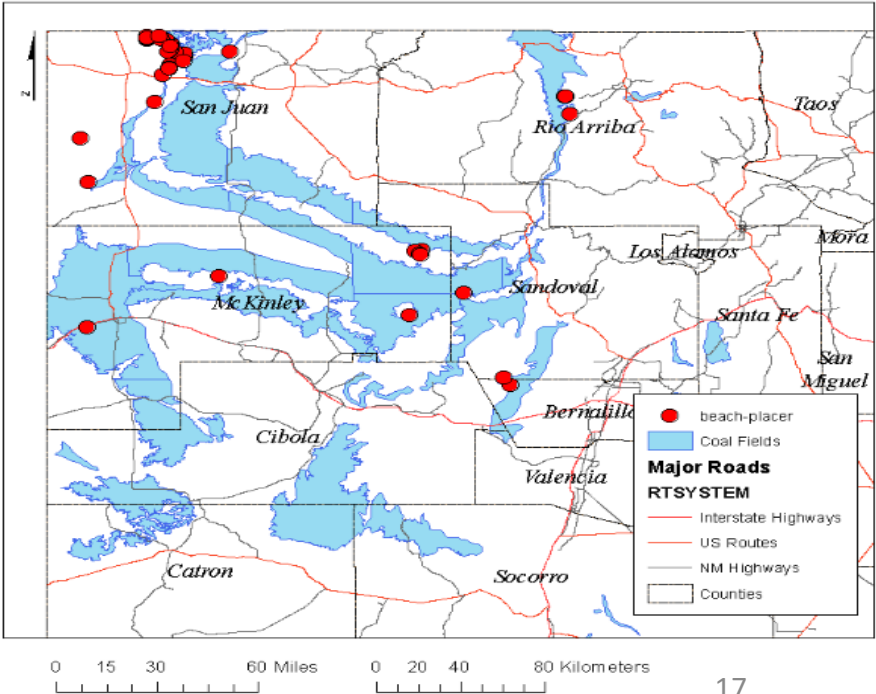 z
San Juan
Taos
Rio Arriba
Mora
Los Alamos
Sandoval
McKinley
Santa Fe
San
Miguel
Bernalillo
Cibola
Valencia
Catron
Socorro
beach-placer
Coal Fields
Major Roads
RTSYSTEM
Interstate Highways
US Routes
NM Highways
Counties
0 15 30 60 Miles
0 20 40 80 Kilometers
17